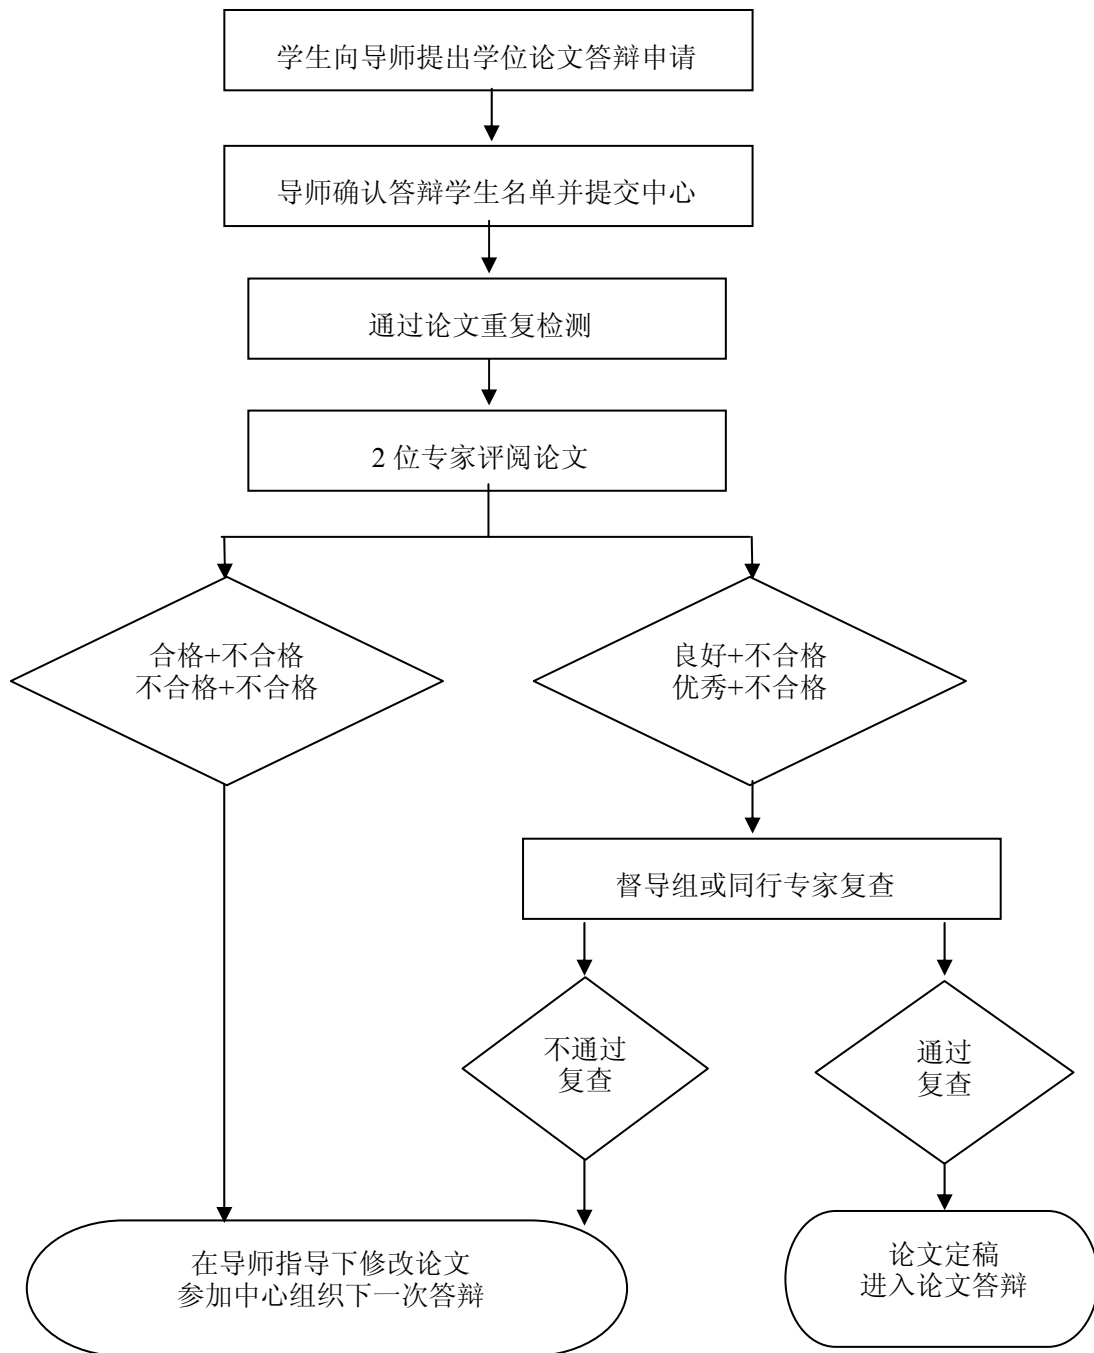 学生向导师提出学位论文答辩申请
导师确认答辩学生名单并提交中心
通过论文重复检测
2 位专家评阅论文
合格+不合格
不合格+不合格
良好+不合格
优秀+不合格
督导组或同行专家复查
不通过
复查
通过
复查
在导师指导下修改论文
参加中心组织下一次答辩
论文定稿
进入论文答辩